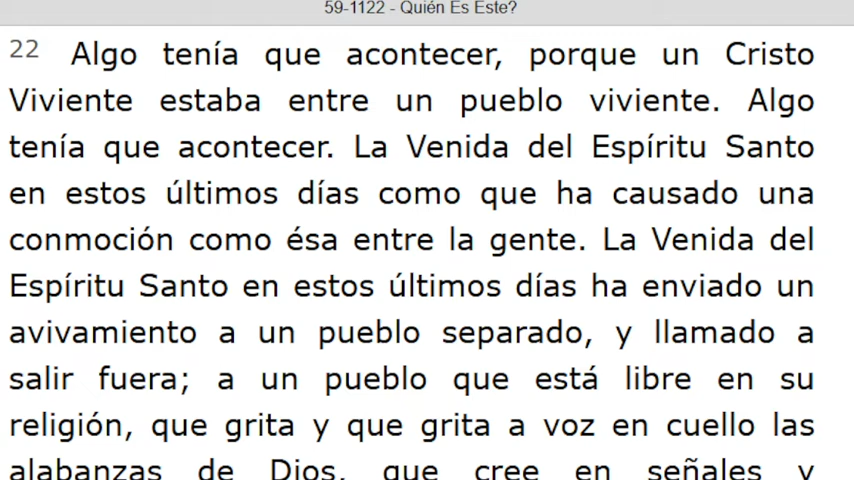 59-1122 - Quién Es Este?
22 Algo tenía que acontecer, porque un Cristo
Viviente estaba entre un pueblo viviente. Algo
tenía que acontecer. La Venida del Espíritu Santo
en estos últimos días como que ha causado una
conmoción como ésa entre la gente. La Venida del
Espíritu Santo en estos últimos días ha enviado un
avivamiento a un pueblo separado, y llamado a
salir fuera; a un pueblo que está libre en su
religión, que grita y que grita a voz en cuello las
alabanzas de Dios, que cree en señales y